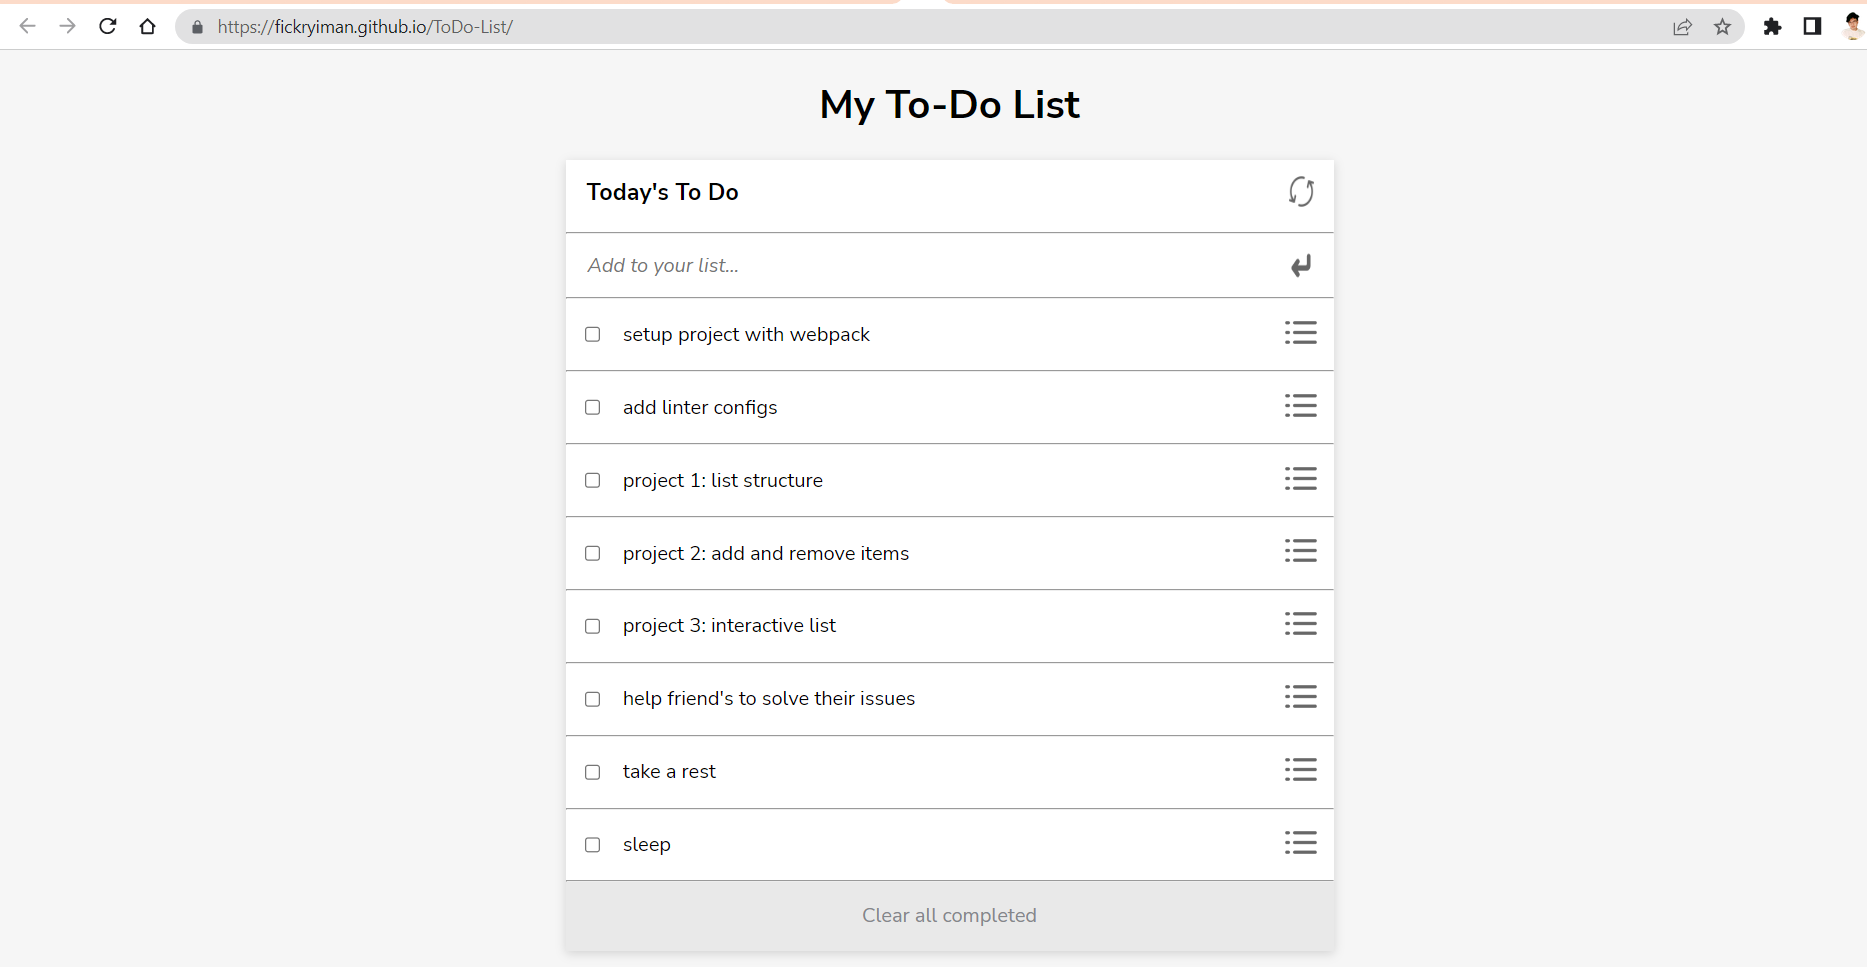 https://fickryiman.github.io/ToDo-List/
My To-Do List
Today's To Do
Add to your list...
setup project with webpack
add linter configs
project 1: list structure
project 2: add and remove items
project 3: interactive list
help friend's to solve their issues
take a rest
sleep
Clear all completed